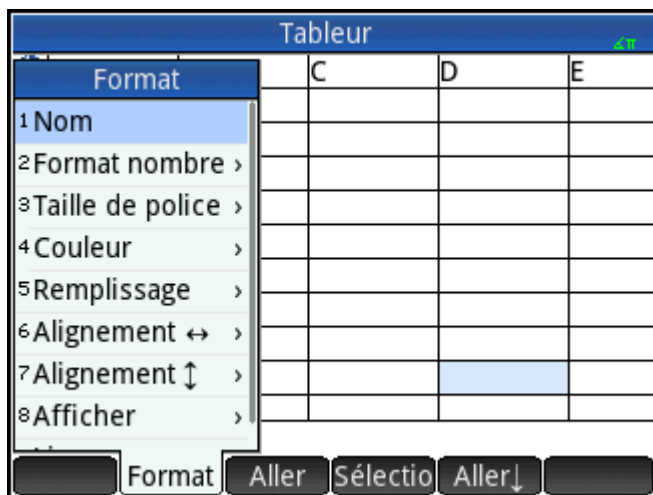 Tableur
∡π
C D E
Format
1 Nom
2 Format nombre ›
3 Taille de police ›
4 Couleur ›
5 Remplissage ›
6 Alignement ↔ ›
7 Alignement ↕ ›
8 Afficher ›
Format Aller Sélectio Aller↓